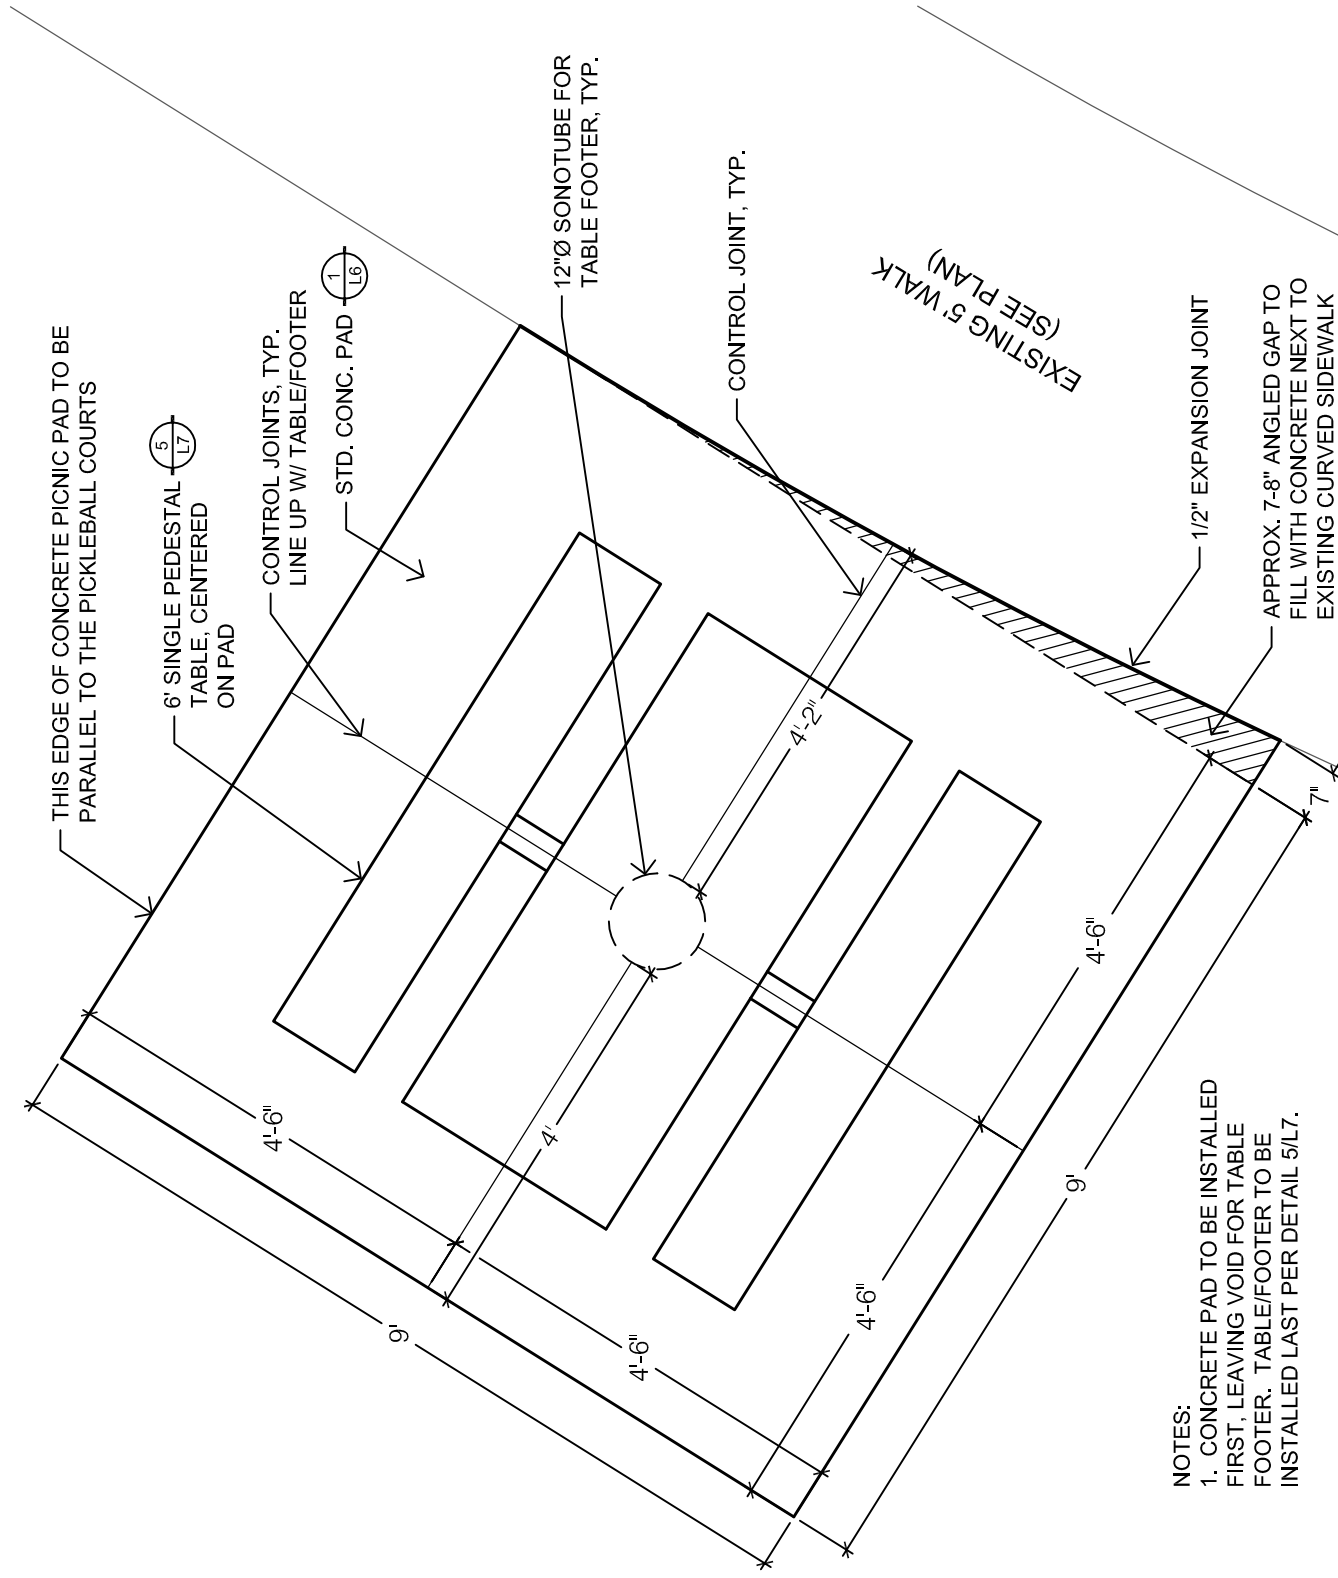 THIS EDGE OF CONCRETE PICNIC PAD TO BE
PARALLEL TO THE PICKLEBALL COURTS
6' SINGLE PEDESTAL
TABLE, CENTERED
ON PAD
5
L7
CONTROL JOINTS, TYP.
LINE UP W/ TABLE/FOOTER
STD. CONC. PAD
1
L6
12"Ø SONOTUBE FOR
TABLE FOOTER, TYP.
CONTROL JOINT, TYP.
EXISTING 5' WALK
(SEE PLAN)
1/2" EXPANSION JOINT
APPROX. 7-8" ANGLED GAP TO
FILL WITH CONCRETE NEXT TO
EXISTING CURVED SIDEWALK
4'-6"
9'
4'-6"
4'
4'-2"
4'-6"
4'-6"
9'
7"
NOTES:
1. CONCRETE PAD TO BE INSTALLED
FIRST, LEAVING VOID FOR TABLE
FOOTER. TABLE/FOOTER TO BE
INSTALLED LAST PER DETAIL 5/L7.